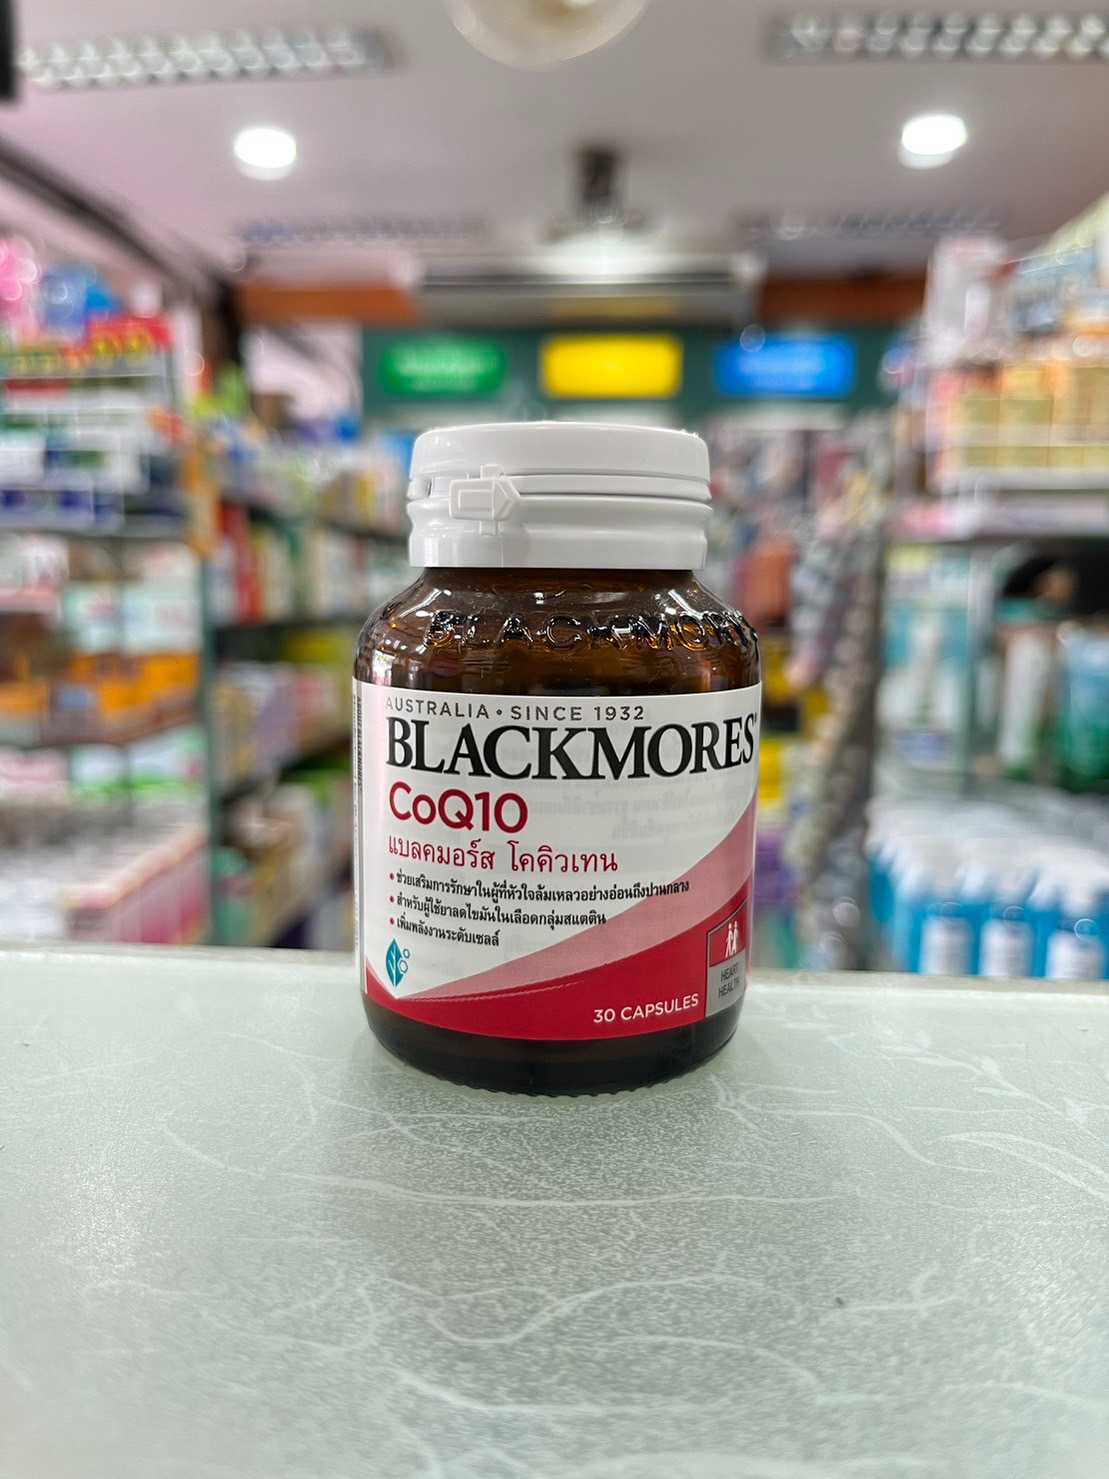 BLACKMORES
AUSTRALIA • SINCE 1932
BLACKMORES
CoQ10
แบลคมอร์ส โคคิวเทน
• ช่วยเสริมการรักษาในผู้ที่หัวใจล้มเหลวอย่างอ่อนถึงปานกลาง
• สำหรับผู้ใช้ยาลดไขมันในเลือดกลุ่มสแตติน
• เพิ่มพลังงานระดับเซลล์
HEART
HEALTH
30 CAPSULES